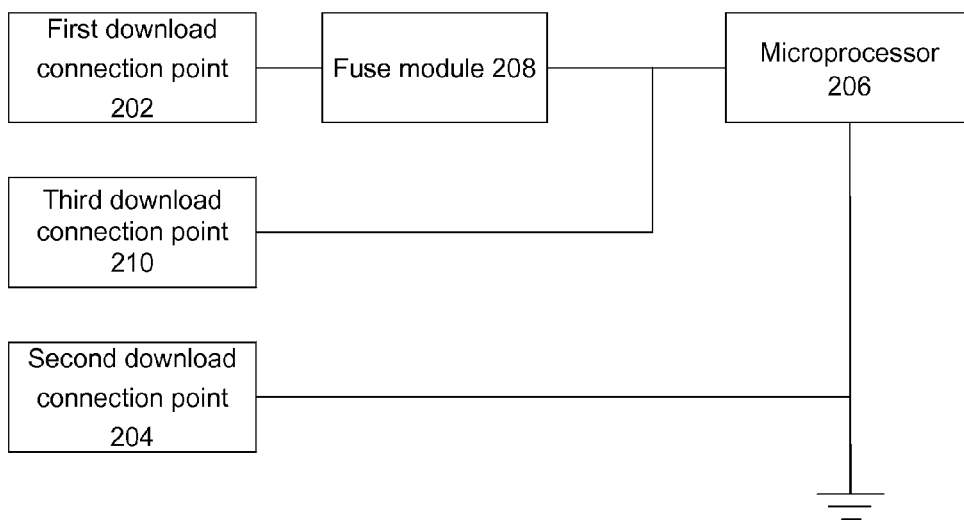 First download
connection point
202
Fuse module 208
Microprocessor
206
Third download
connection point
210
Second download
connection point
204